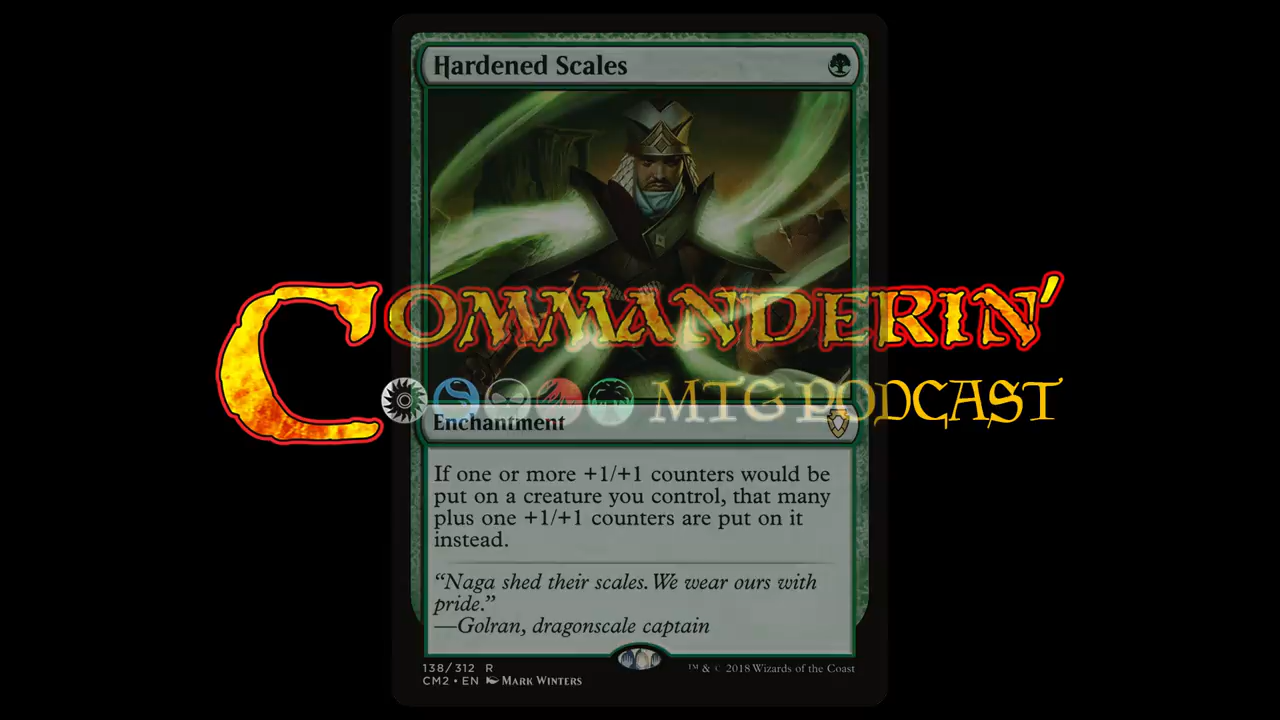 Hardened Scales
COMMANDERIN'
MTG PODCAST
Enchantment
If one or more +1/+1 counters would be
put on a creature you control, that many
plus one +1/+1 counters are put on it
instead.
“Naga shed their scales. We wear ours with
pride.”
—Golran, dragonscale captain
138/312 R
™ & © 2018 Wizards of the Coast
CM2 • EN MARK WINTERS